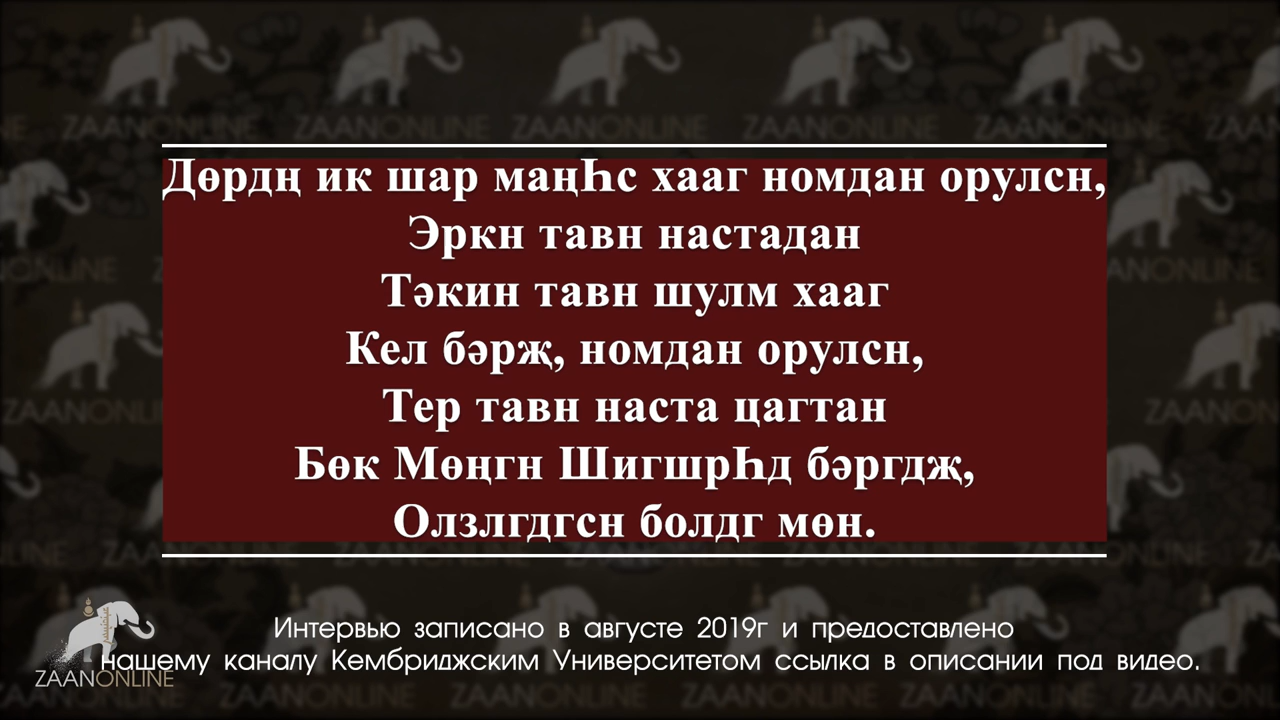 Дөрдң ик шар маңҺс хааг номдан орулсн,
Эркн тавн настадан
Тәкин тавн шулм хааг
Кел бәрҗ, номдан орулсн,
Тер тавн наста цагтан
Бөк Мөңгн ШигшрҺд бәргдҗ,
Олзлгдгсн болдг мөн.
Интервью записано в августе 2019г и предоставлено
нашему каналу Кембриджским Университетом ссылка в описании под видео.
ZAANONLINE